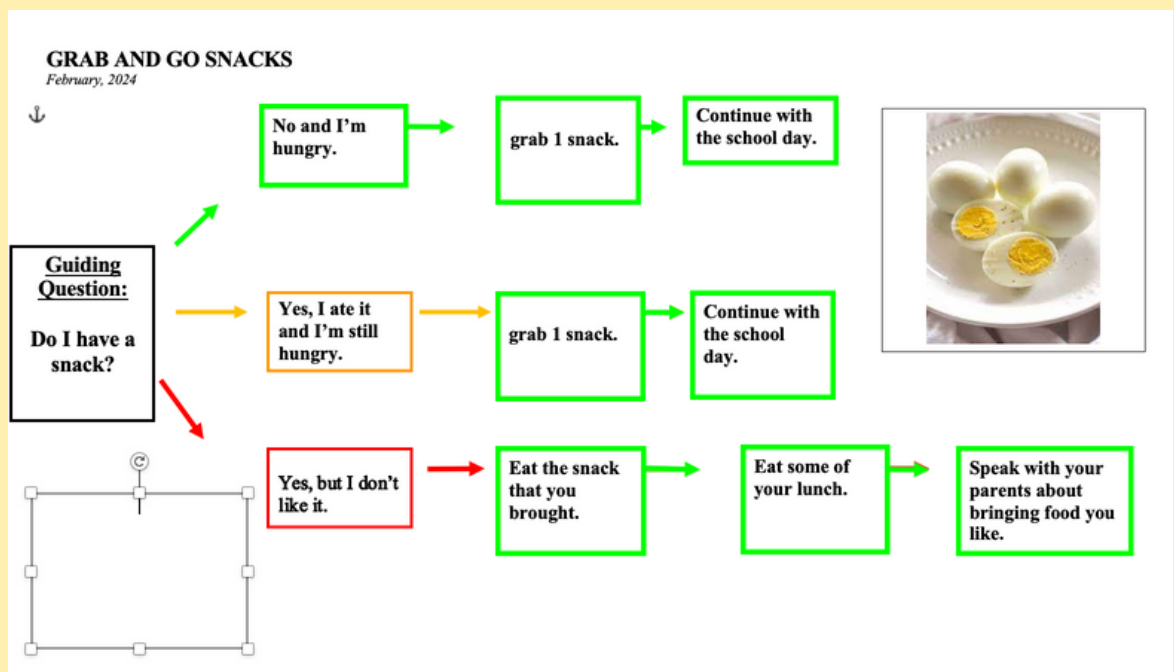 GRAB AND GO SNACKS
February, 2024
Guiding
Question:
Do I have a
snack?
No and I’m
hungry.
grab 1 snack.
Continue with
the school day.
Yes, I ate it
and I’m still
hungry.
grab 1 snack.
Continue with
the school
day.
Yes, but I don’t
like it.
Eat the snack
that you
brought.
Eat some of
your lunch.
Speak with your
parents about
bringing food you
like.